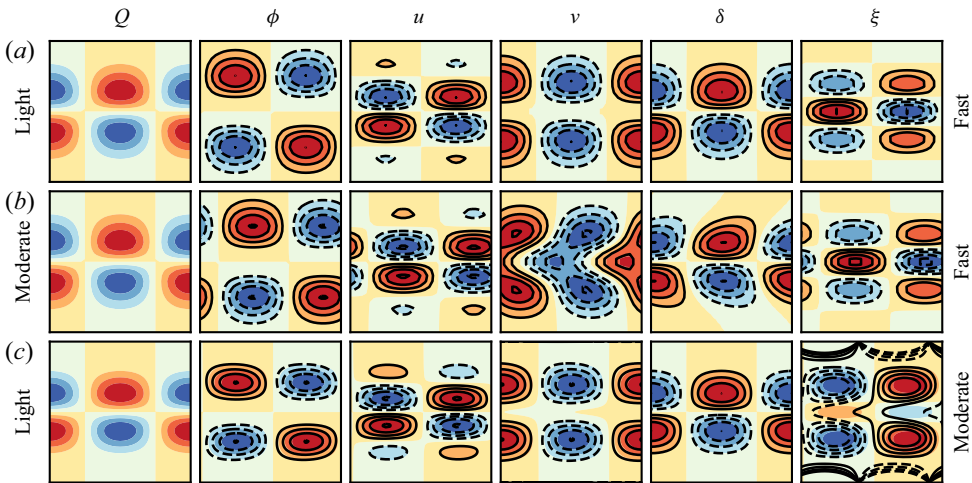 Q ϕ u v δ ξ
(a) Light Fast
(b) Moderate Fast
(c) Light Moderate